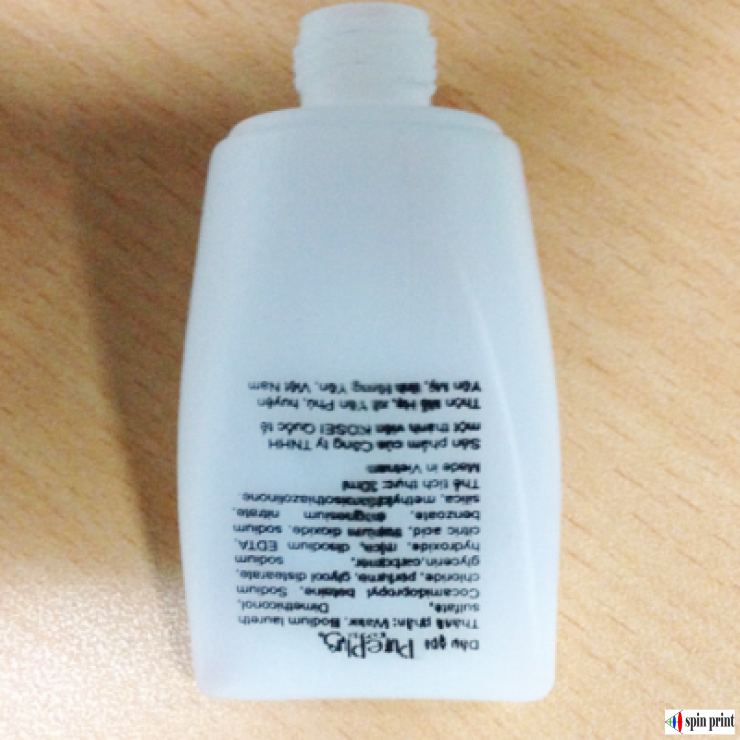 Dầu gội PurePlus
Thành phần: Water, Sodium laureth
sulfate, Dimethiconol,
Cocamidopropyl betaine, Sodium
chloride, perfume, glycol distearate,
glycerin, carbomer, sodium
hydroxide, mica, disodium EDTA,
citric acid, titanium dioxide, sodium
benzoate, magnesium nitrate,
silica,
Thể tích thực: 30ml
Made in Vietnam
Sản phẩm của Công ty TNHH
một thành viên KOSEI Quốc tế
Thôn Mỹ Hạ, xã Yên Phú, huyện
Yên Mỹ, tỉnh Hưng Yên, Việt Nam
spin print